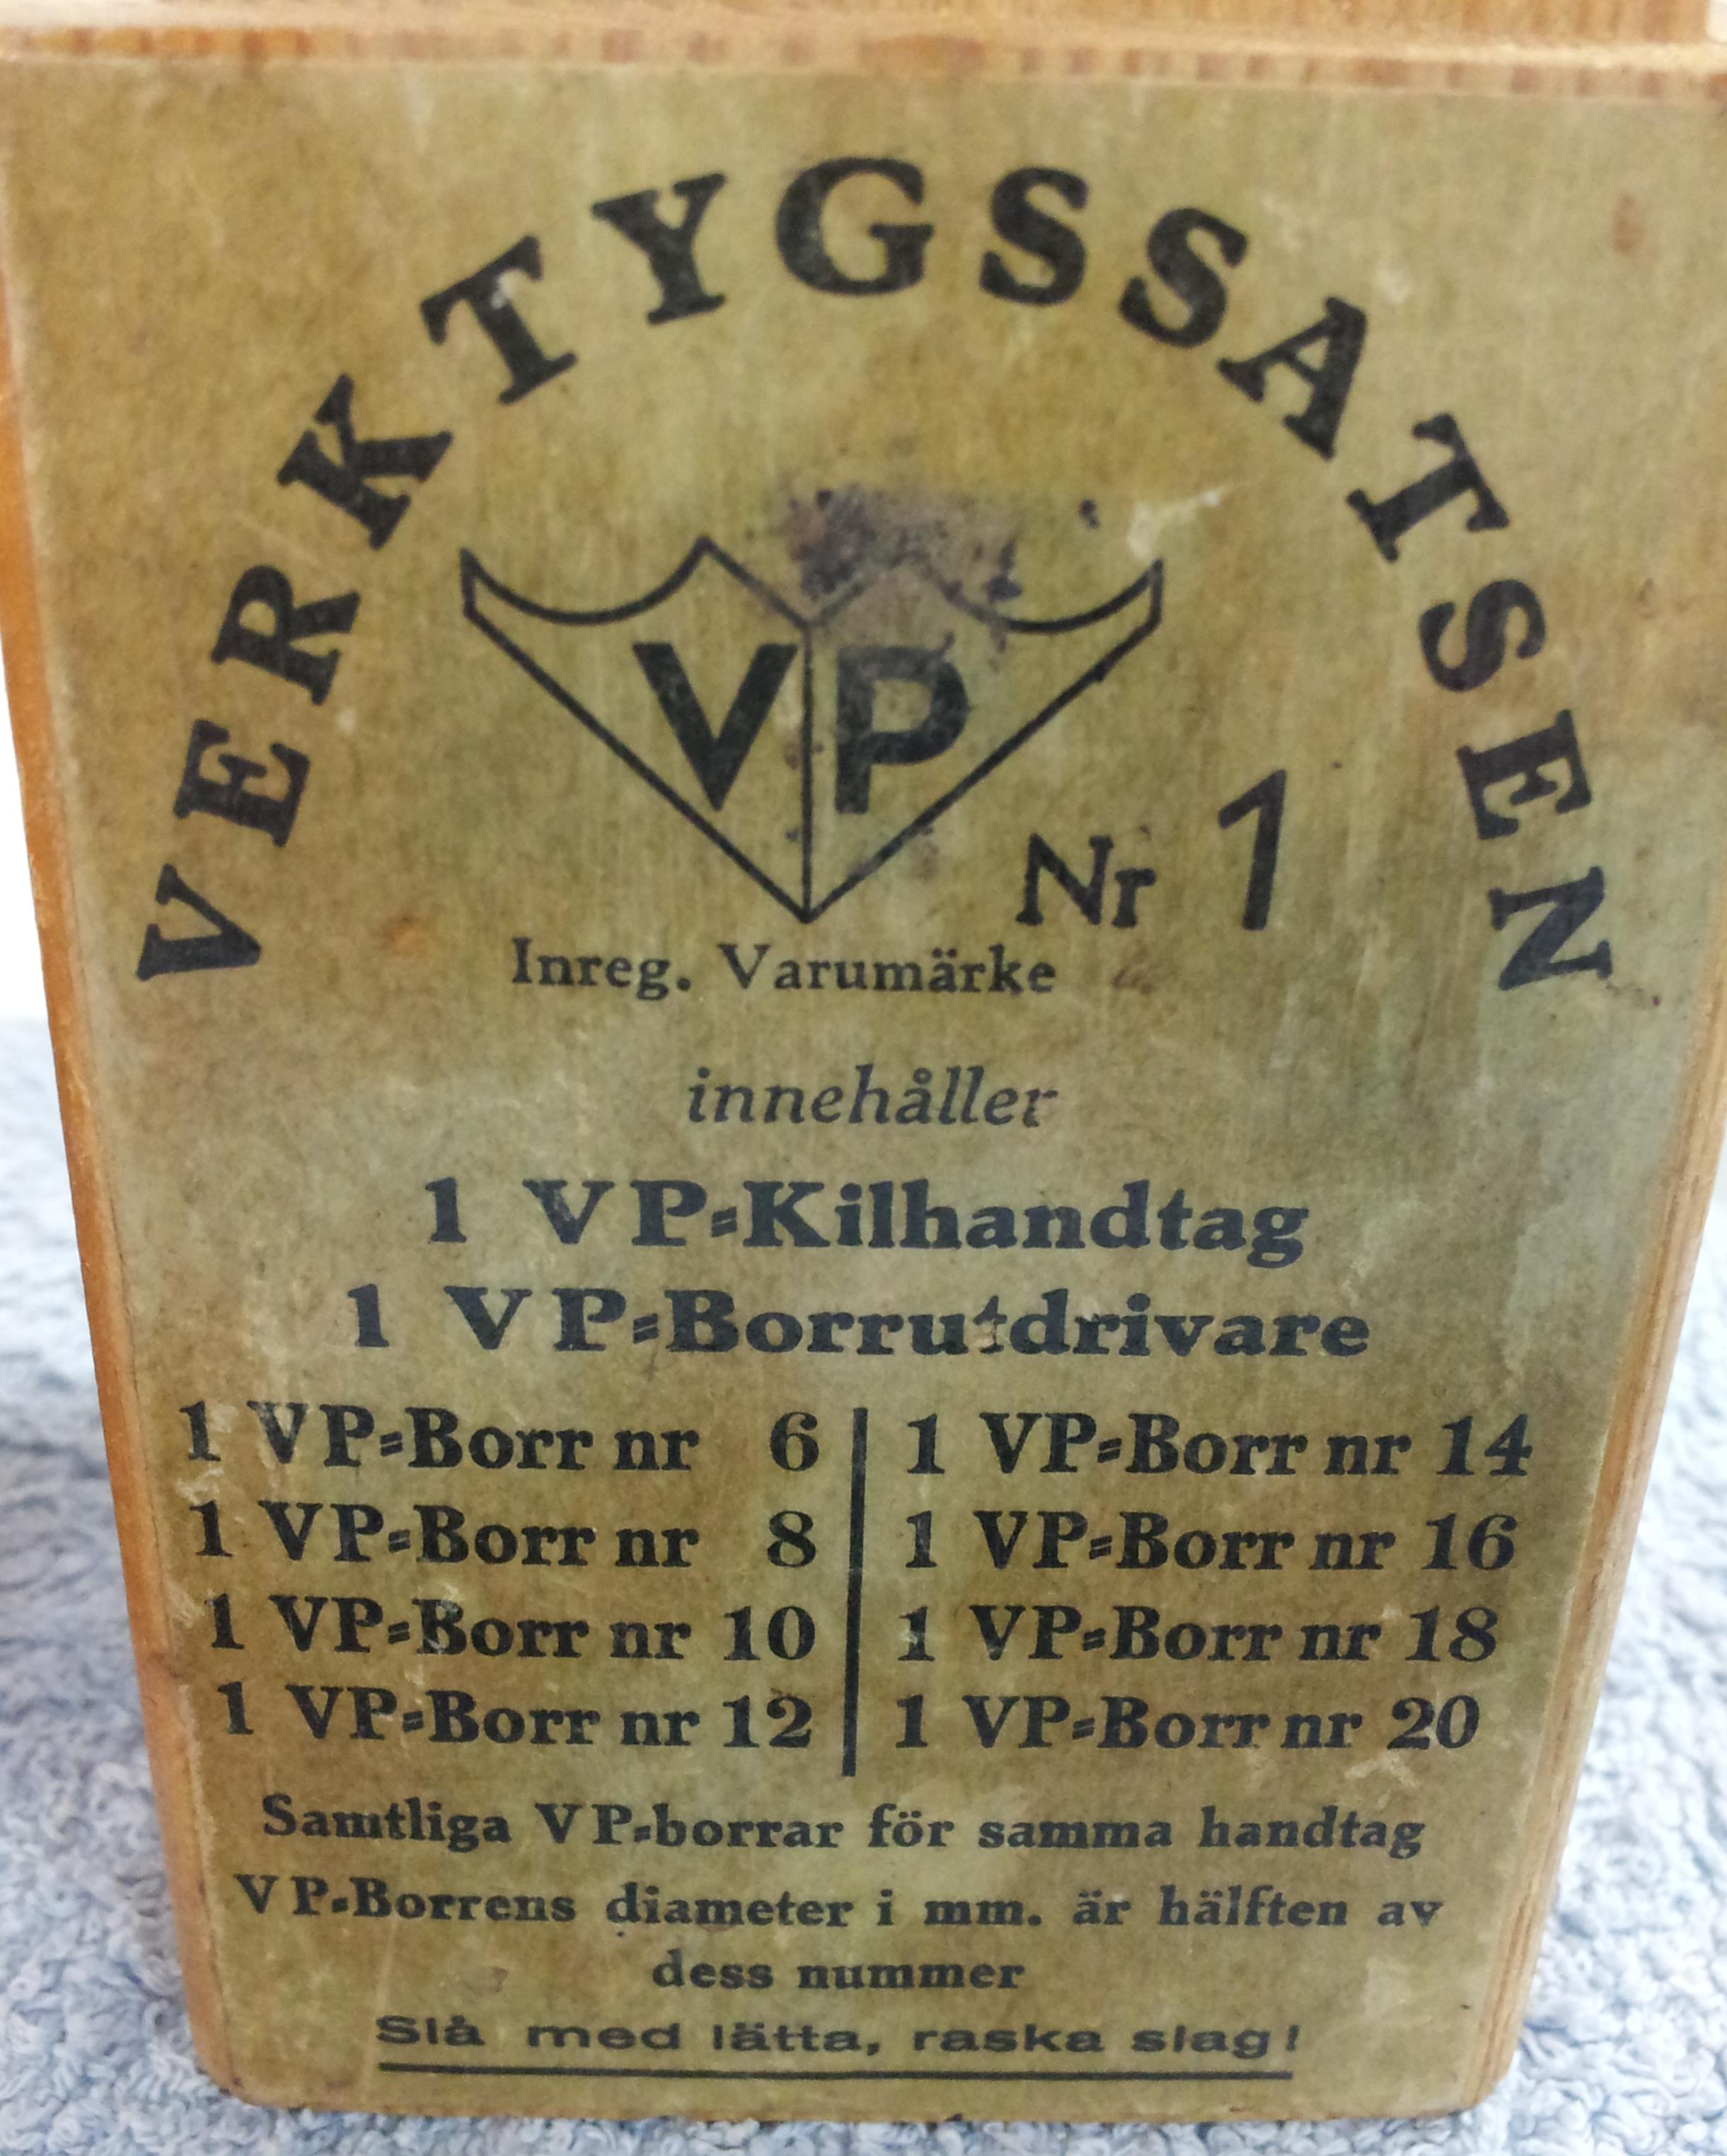 VERKTYGSSATSEN
VP
Nr 1
Inreg. Varumärke
innehåller
1 VP=Kilhandtag
1 VP=Borrutdrivare
1 VP=Borr nr 6
1 VP=Borr nr 8
1 VP=Borr nr 10
1 VP=Borr nr 12
1 VP=Borr nr 14
1 VP=Borr nr 16
1 VP=Borr nr 18
1 VP=Borr nr 20
Samtliga VP=borrar för samma handtag
VP=Borrens diameter i mm. är hälften av
dess nummer
Slå med lätta, raska slag!